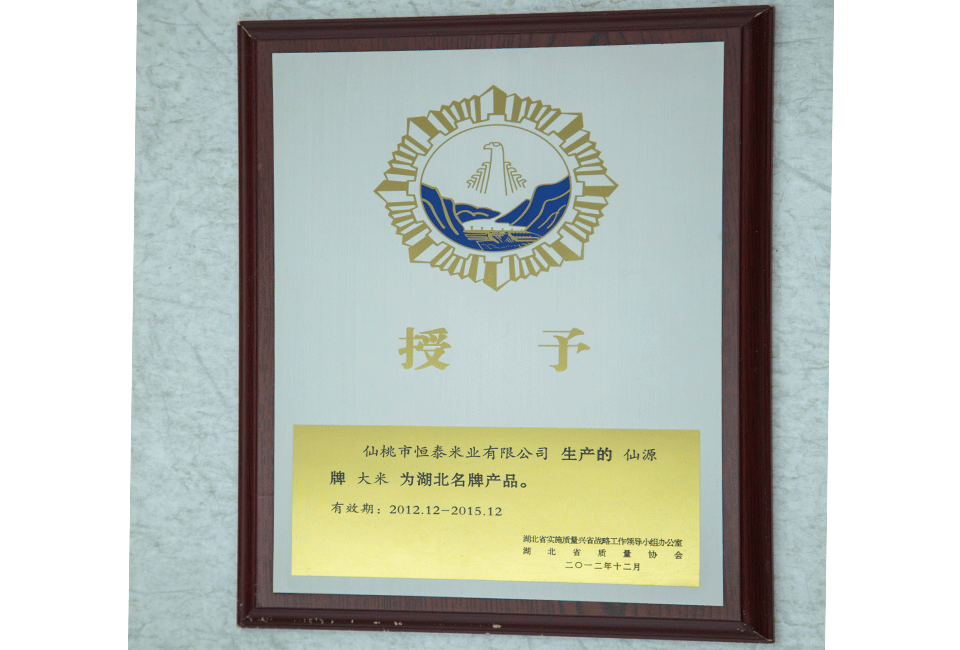 授 予
仙桃市恒泰米业有限公司 生产的 仙源
牌 大米 为湖北名牌产品。
有效期：2012.12-2015.12
湖北省实施质量兴省战略工作领导小组办公室
湖北省质量协会
二〇一二年十二月